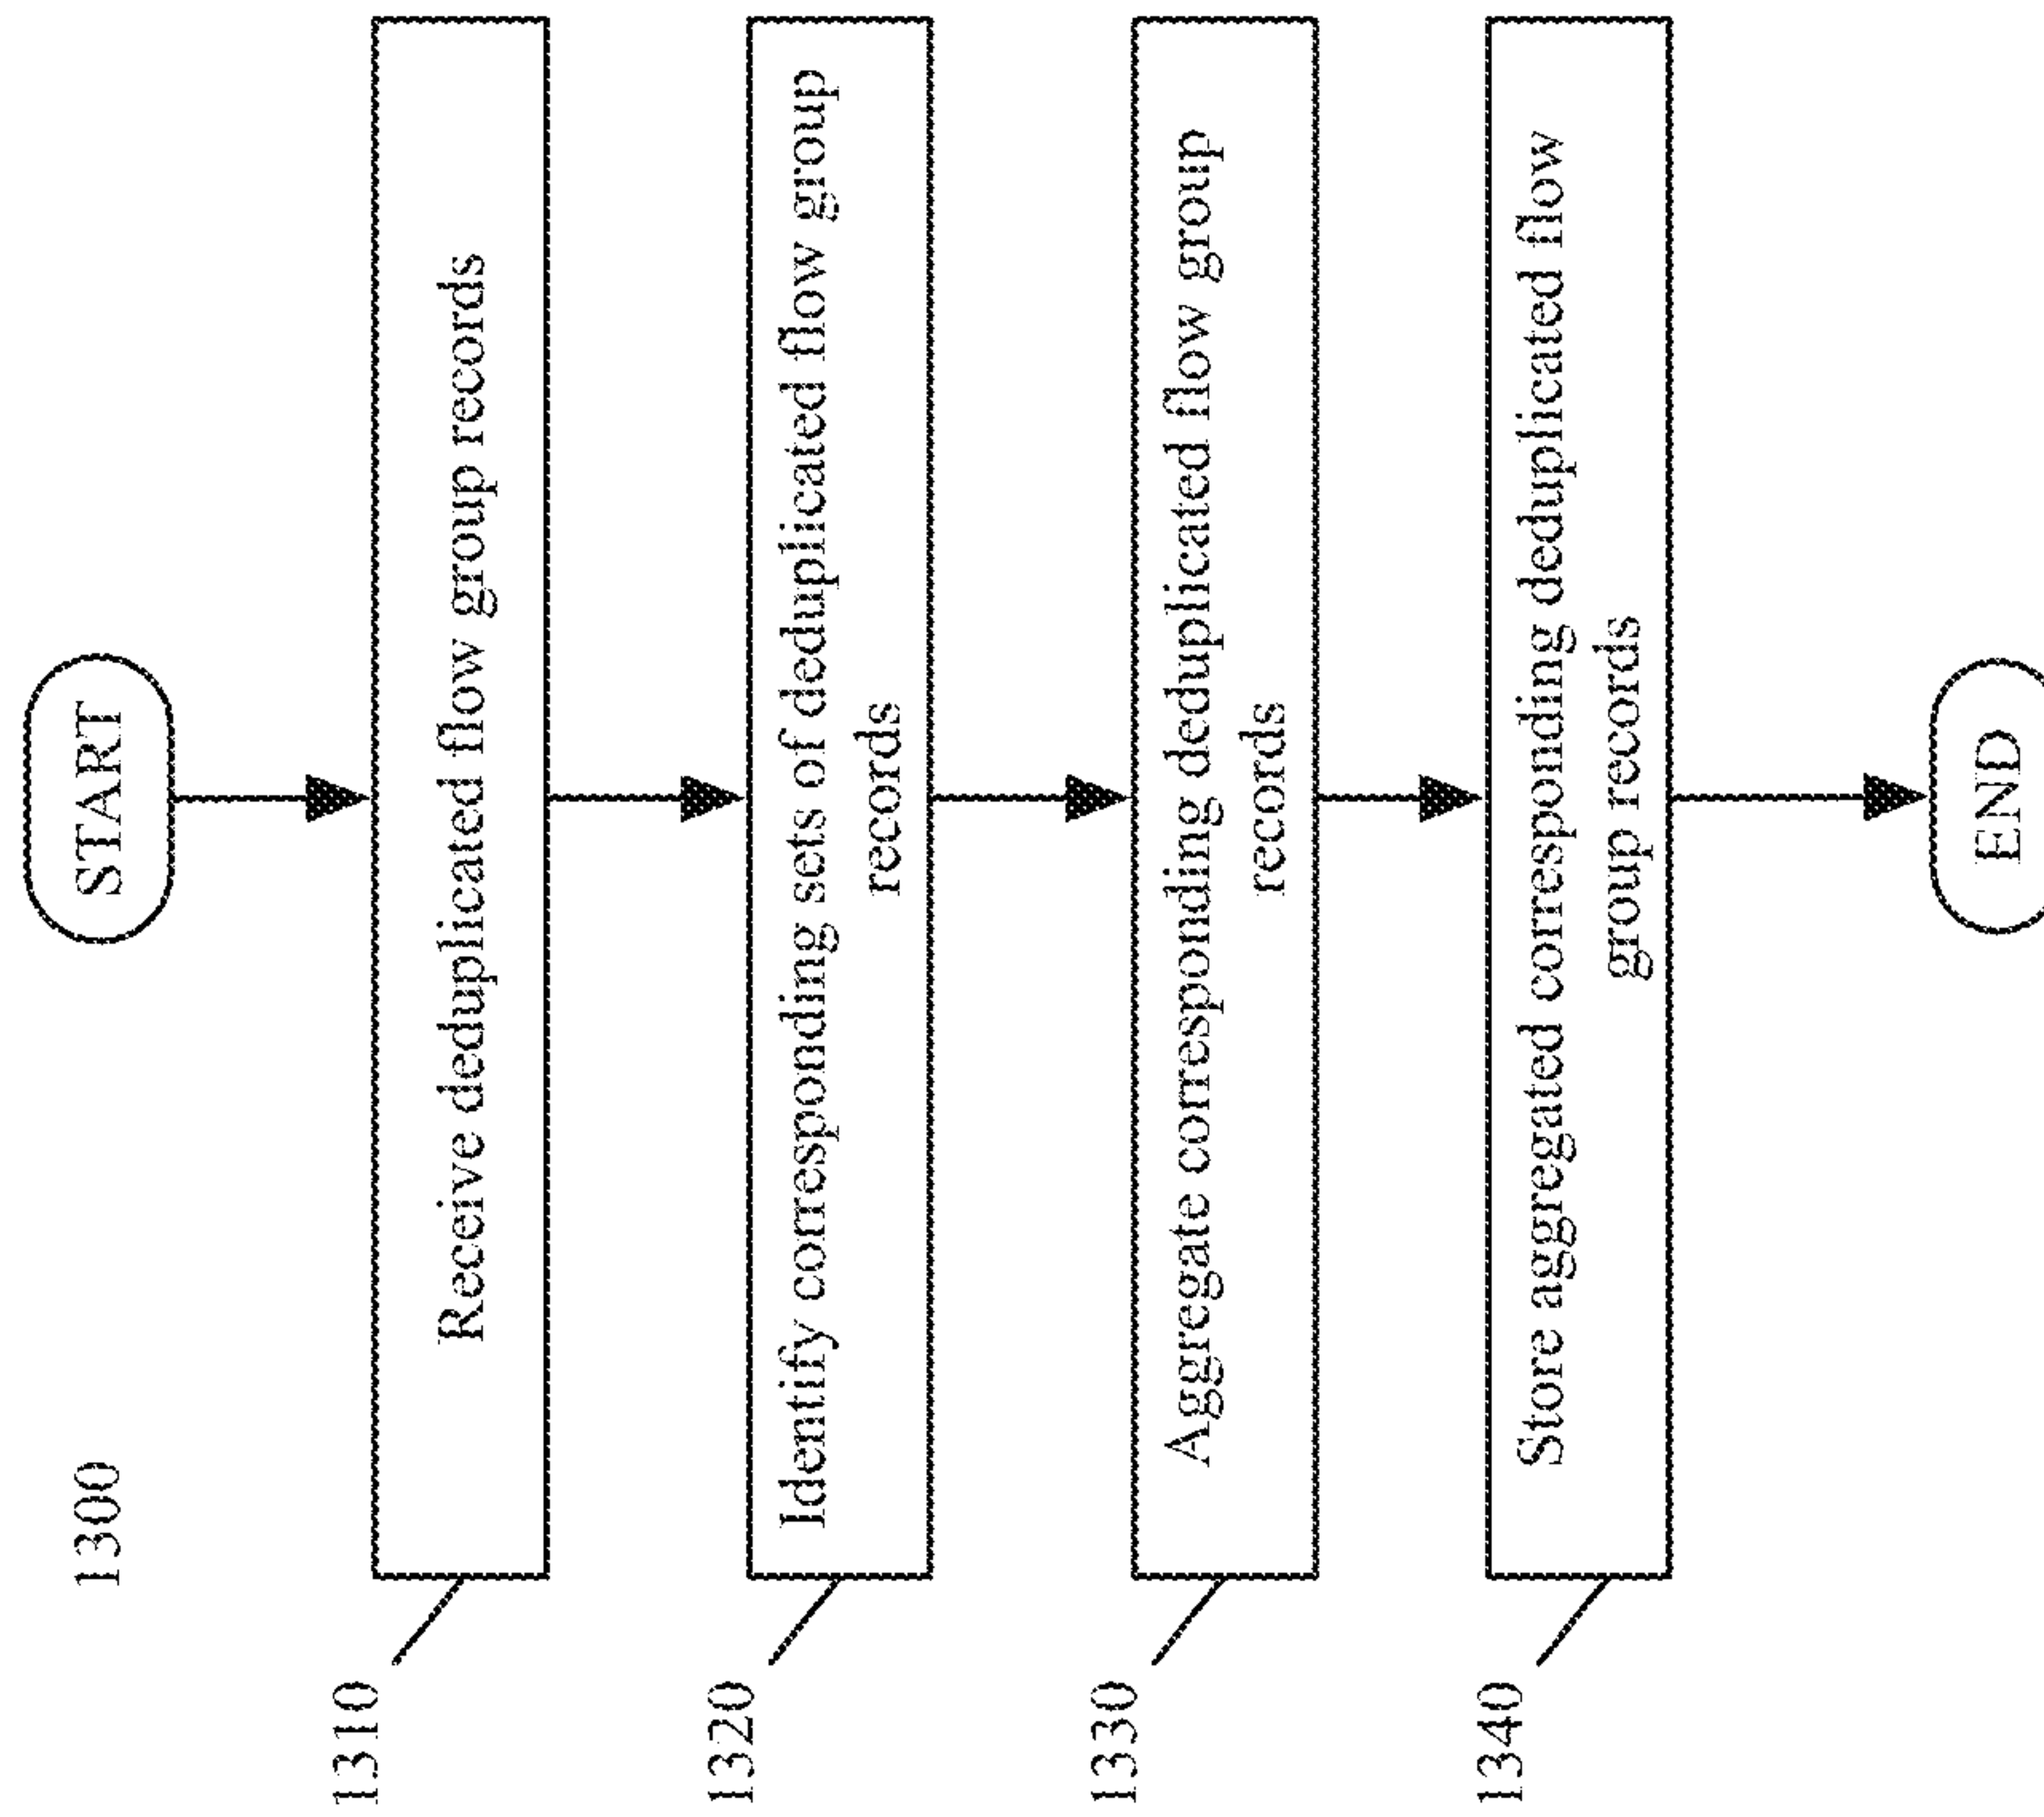 1300
START
1310
Receive deduplicated flow group records
1320
Identify corresponding sets of deduplicated flow group
records
1330
Aggregate corresponding deduplicated flow group
records
1340
Store aggregated corresponding deduplicated flow
group records
END